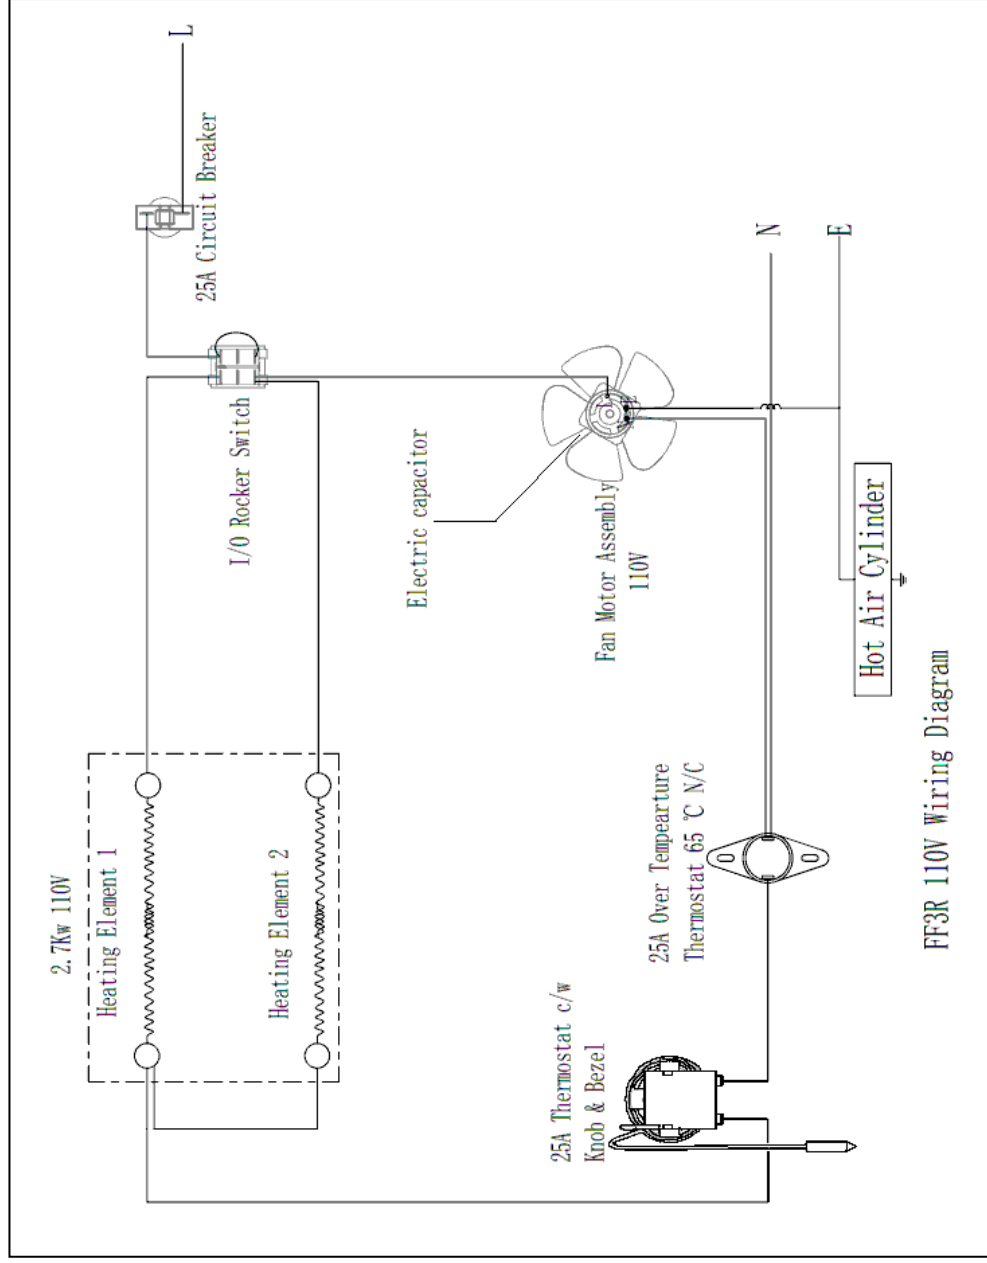 2.7Kw 110V
Heating Element 1
Heating Element 2
L
25A Circuit Breaker
I/O Rocker Switch
Electric capacitor
Fan Motor Assembly
110V
N
E
25A Thermostat c/w
Knob & Bezel
25A Over Tempearture
Thermostat 65 ℃ N/C
Hot Air Cylinder
FF3R 110V Wiring Diagram